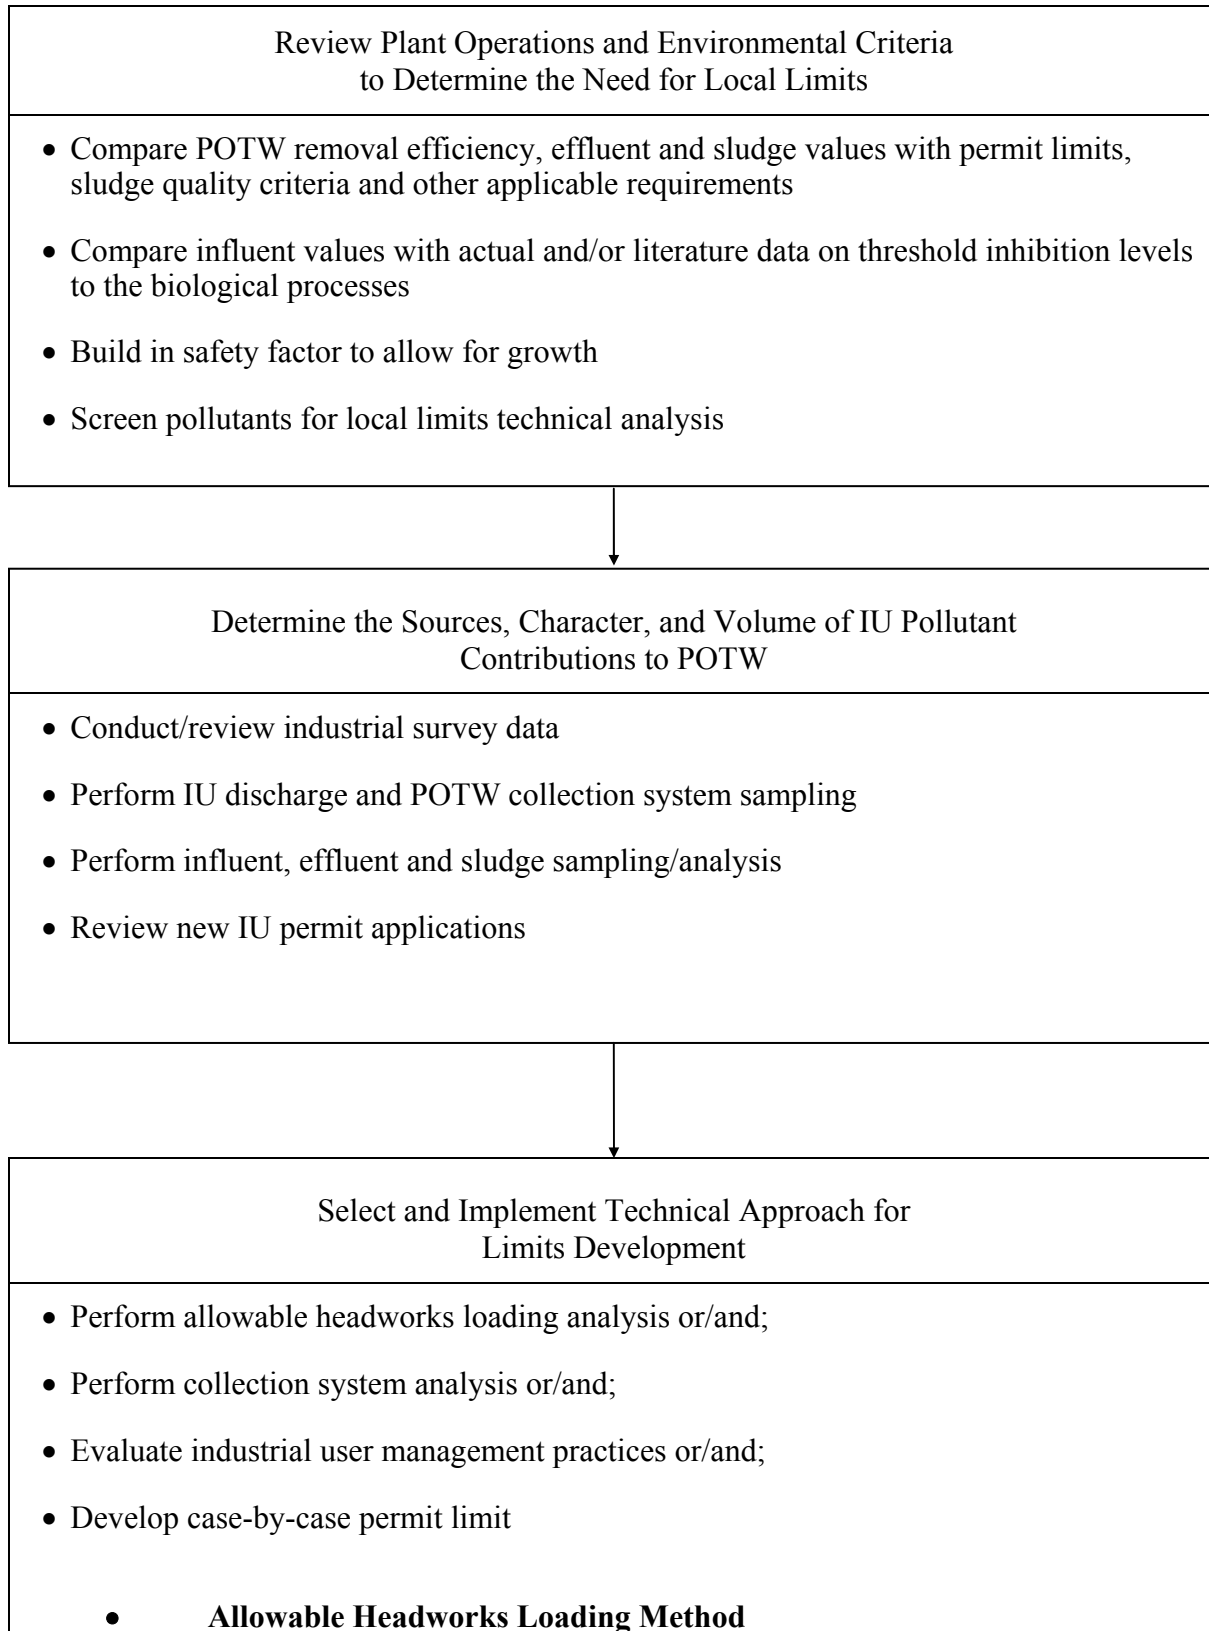 Review Plant Operations and Environmental Criteria
to Determine the Need for Local Limits
• Compare POTW removal efficiency, effluent and sludge values with permit limits,
sludge quality criteria and other applicable requirements
• Compare influent values with actual and/or literature data on threshold inhibition levels
to the biological processes
• Build in safety factor to allow for growth
• Screen pollutants for local limits technical analysis
Determine the Sources, Character, and Volume of IU Pollutant
Contributions to POTW
• Conduct/review industrial survey data
• Perform IU discharge and POTW collection system sampling
• Perform influent, effluent and sludge sampling/analysis
• Review new IU permit applications
Select and Implement Technical Approach for
Limits Development
• Perform allowable headworks loading analysis or/and;
• Perform collection system analysis or/and;
• Evaluate industrial user management practices or/and;
• Develop case-by-case permit limit
• Allowable Headworks Loading Method